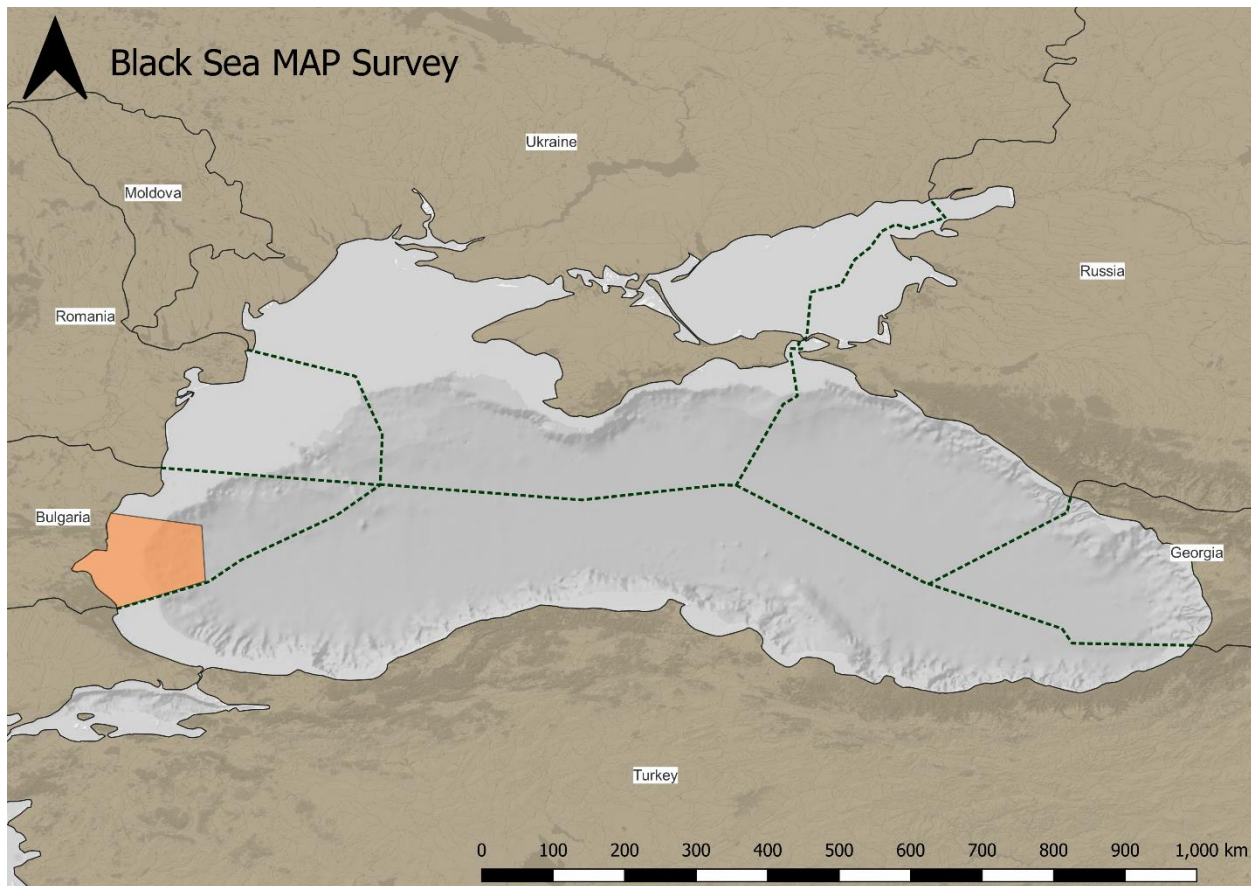 Black Sea MAP Survey
Ukraine
Moldova
Russia
Romania
Bulgaria
Georgia
Turkey
0 100 200 300 400 500 600 700 800 900 1,000 km